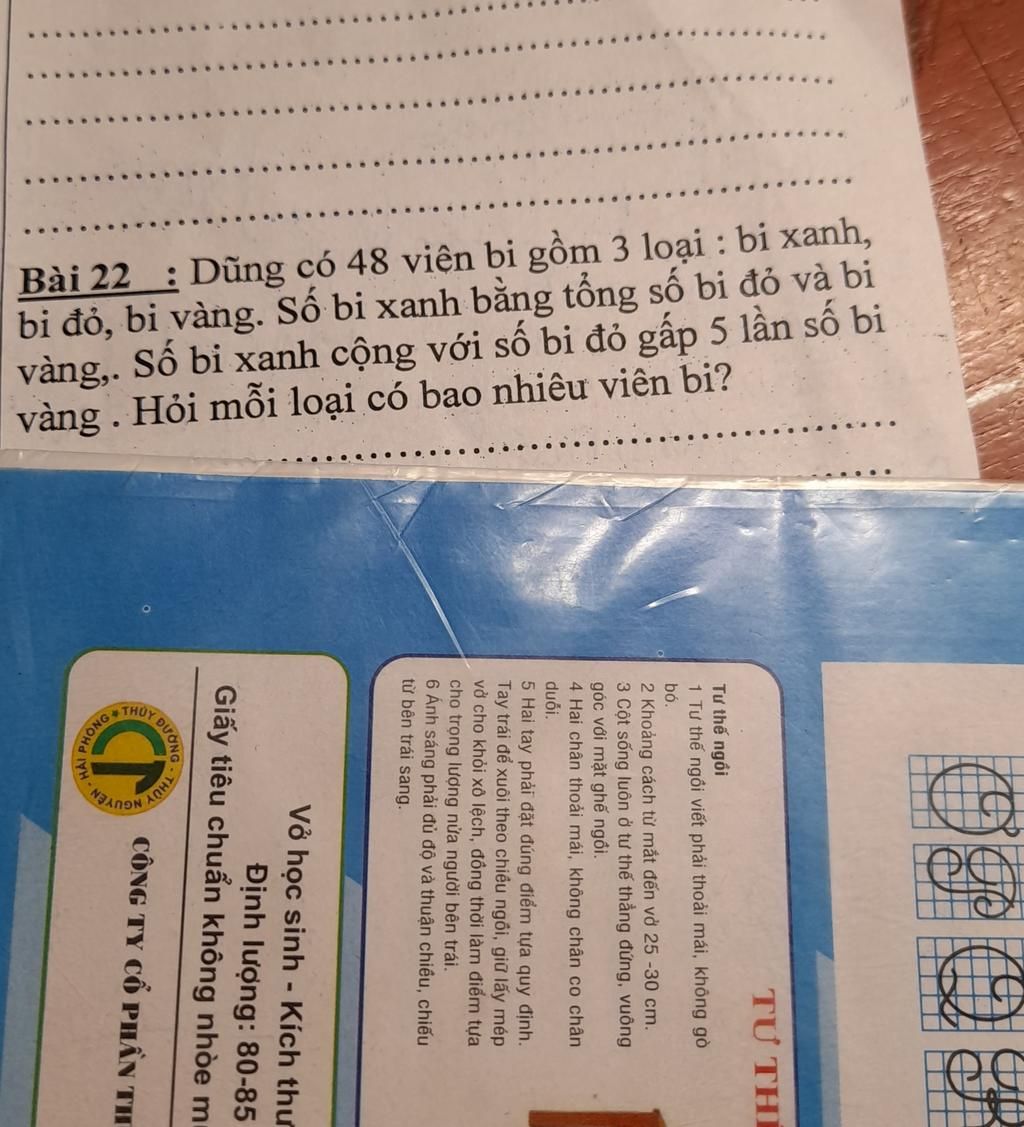 Bài 22 : Dũng có 48 viên bi gồm 3 loại : bi xanh,
bi đỏ, bi vàng. Số bi xanh bằng tổng số bi đỏ và bi
vàng,. Số bi xanh cộng với số bi đỏ gấp 5 lần số bi
vàng . Hỏi mỗi loại có bao nhiêu viên bi?
TƯ THẾ
Tư thế ngồi
1 Tư thế ngồi viết phải thoải mái, không gò
bó.
2 Khoảng cách từ mắt đến vở 25 -30 cm.
3 Cột sống luôn ở tư thế thẳng đứng, vuông
góc với mặt ghế ngồi.
4 Hai chân thoải mái, không chân co chân
duỗi.
5 Hai tay phải đặt đúng điểm tựa quy định.
Tay trái để xuôi theo chiều ngồi, giữ lấy mép
vở cho khỏi xô lệch, đồng thời làm điểm tựa
cho trọng lượng nửa người bên trái.
6 Ánh sáng phải đủ độ và thuận chiều, chiếu
từ bên trái sang.
Vở học sinh - Kích thư
Định lượng: 80-85
Giấy tiêu chuẩn không nhòe m
THÙY DƯƠNG - THỦY NGUYÊN - HẢI PHÒNG
CÔNG TY CỔ PHẦN TH